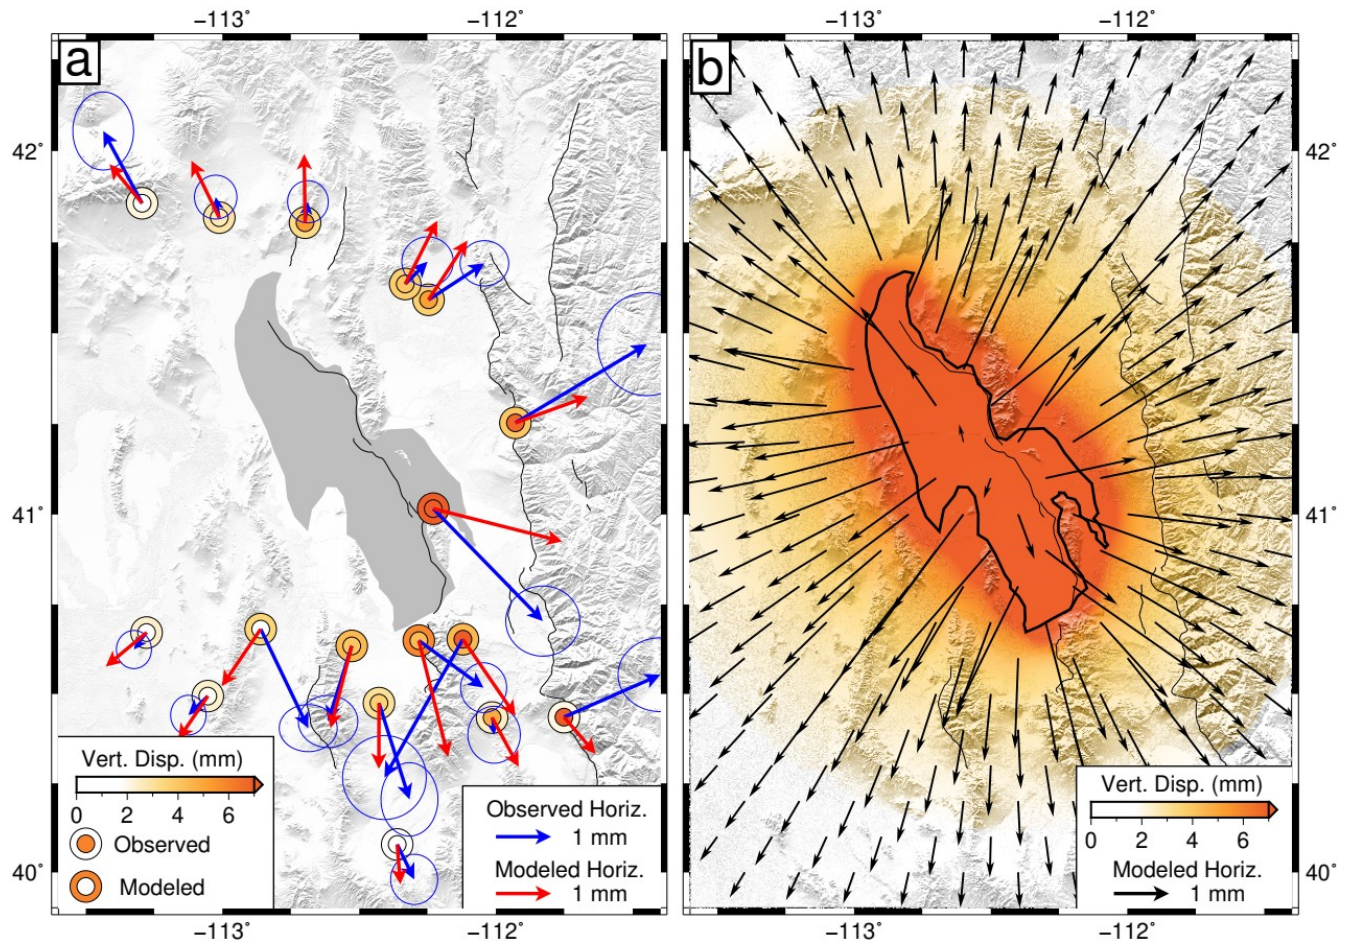 −113° −112° −113° −112°
a
b
42° 42°
41° 41°
40° 40°
Vert. Disp. (mm)
0 2 4 6
Observed
Modeled
Observed Horiz.
1 mm
Modeled Horiz.
1 mm
Vert. Disp. (mm)
0 2 4 6
Modeled Horiz.
1 mm
−113° −112° −113° −112°